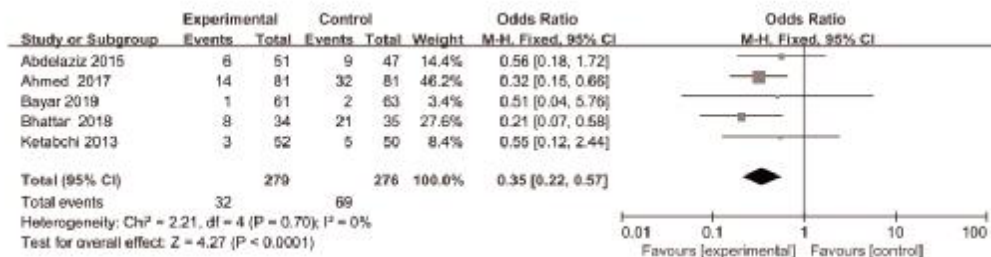 Experimental Control Odds Ratio Odds Ratio
Study or Subgroup Events Total Events Total Weight M-H. Fixed, 95% CI M-H. Fixed, 95% CI
Abdelaziz 2015 6 51 9 47 14.4% 0.56 [0.18, 1.72]
Ahmed 2017 14 81 32 81 46.2% 0.32 [0.15, 0.66]
Bayar 2019 1 61 2 63 3.4% 0.51 [0.04, 5.76]
Bhattar 2018 8 34 21 35 27.6% 0.21 [0.07, 0.58]
Ketabchi 2013 3 52 5 50 8.4% 0.55 [0.12, 2.44]
Total (95% CI) 279 276 100.0% 0.35 [0.22, 0.57]
Total events 32 69
Heterogeneity: Chi² = 2.21, df = 4 (P = 0.70); I² = 0%
Test for overall effect: Z = 4.27 (P < 0.0001)
0.01 0.1 1 10 100
Favours [experimental] Favours [control]